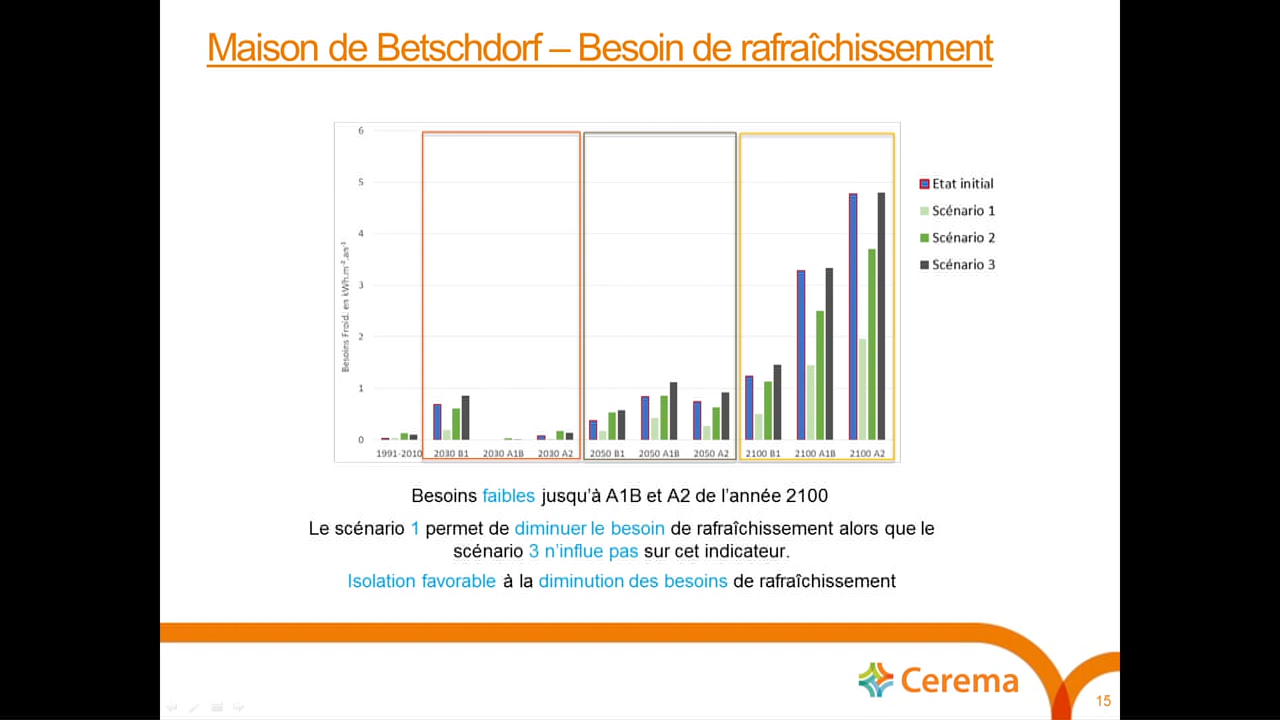 Maison de Betschdorf – Besoin de rafraîchissement
6
5
4
3
2
1
0
Besoins Froid. en kWh.m-².an-¹
1991-2010 2030 B1 2030 A1B 2030 A2 2050 B1 2050 A1B 2050 A2 2100 B1 2100 A1B 2100 A2
Etat initial
Scénario 1
Scénario 2
Scénario 3
Besoins faibles jusqu'à A1B et A2 de l'année 2100
Le scénario 1 permet de diminuer le besoin de rafraîchissement alors que le
scénario 3 n'influe pas sur cet indicateur.
Isolation favorable à la diminution des besoins de rafraîchissement
Cerema
15